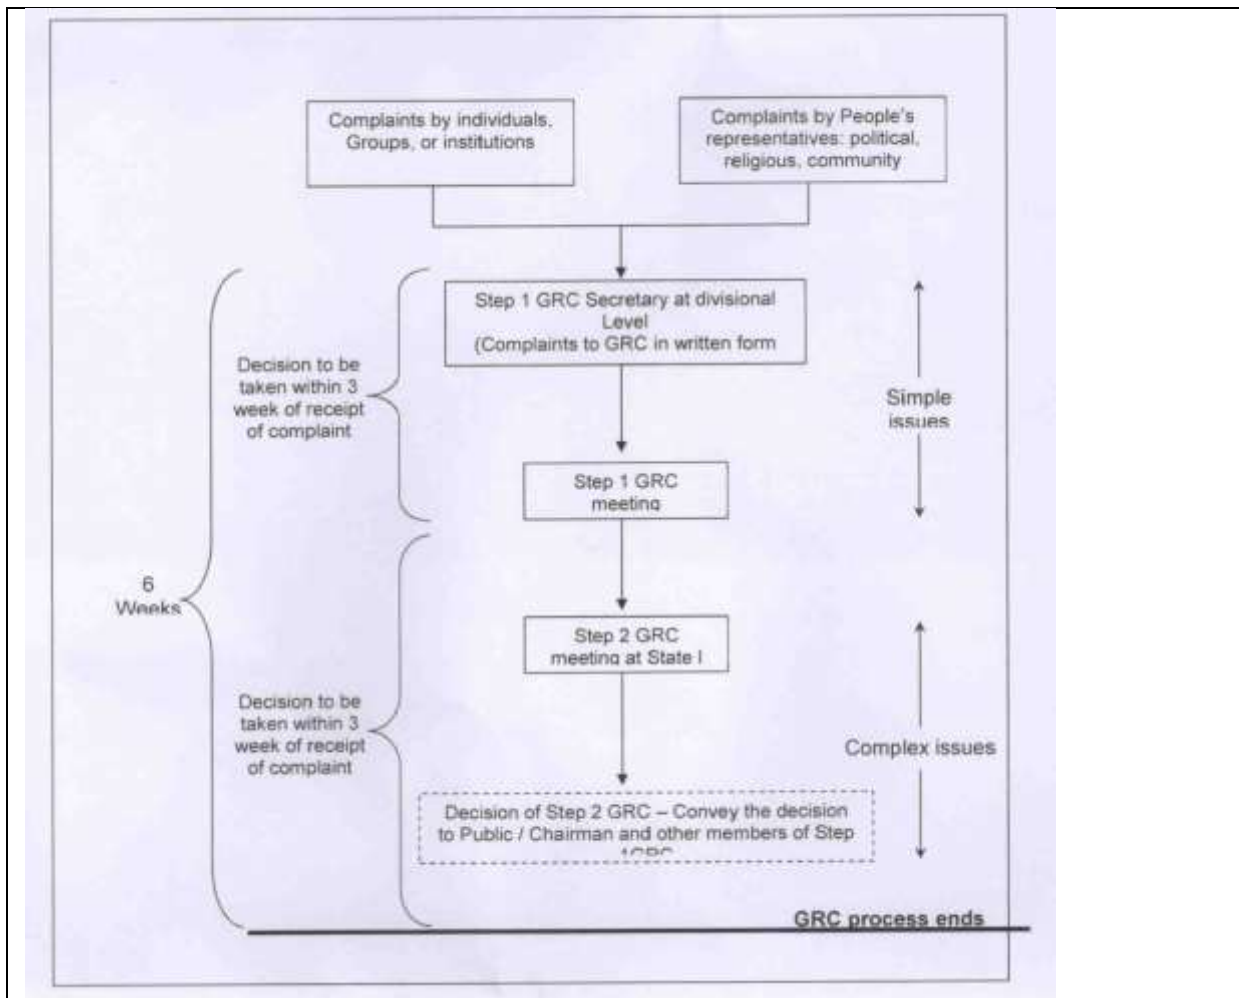 Complaints by individuals,
Groups, or institutions
Complaints by People's
representatives: political,
religious, community
Step 1 GRC Secretary at divisional
Level
(Complaints to GRC in written form
Decision to be
taken within 3
week of receipt
of complaint
Simple
issues
Step 1 GRC
meeting
6
Weeks
Step 2 GRC
meeting at State
Decision to be
taken within 3
week of receipt
of complaint
Complex issues
Decision of Step 2 GRC – Convey the decision
to Public / Chairman and other members of Step
1GRC
GRC process ends